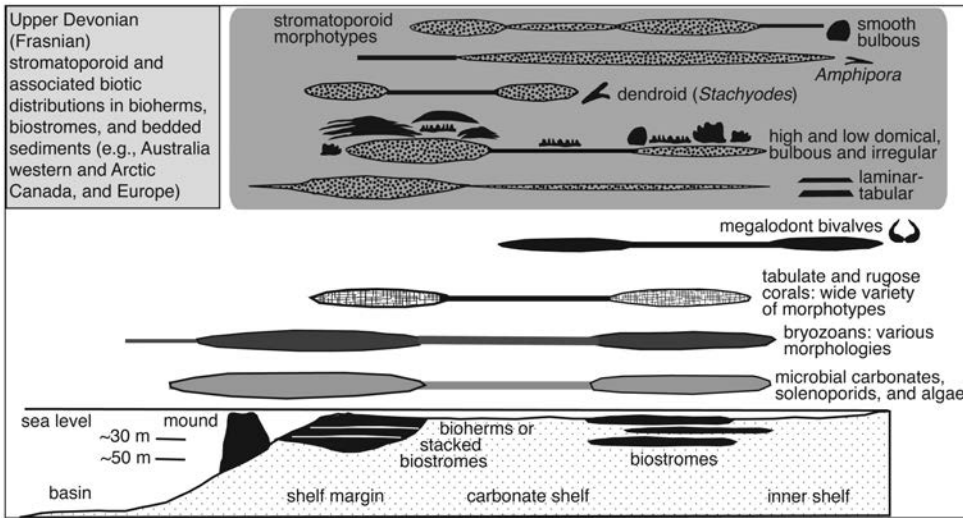 Upper Devonian
(Frasnian)
stromatoporoid and
associated biotic
distributions in bioherms,
biostromes, and bedded
sediments (e.g., Australia
western and Arctic
Canada, and Europe)
stromatoporoid
morphotypes
smooth
bulbous
Amphipora
dendroid (Stachyodes)
high and low domical,
bulbous and irregular
laminar-
tabular
megalodont bivalves
tabulate and rugose
corals: wide variety
of morphotypes
bryozoans: various
morphologies
microbial carbonates,
solenoporids, and algae
sea level
mound
~30 m
~50 m
bioherms or
stacked
biostromes
biostromes
basin
shelf margin
carbonate shelf
inner shelf